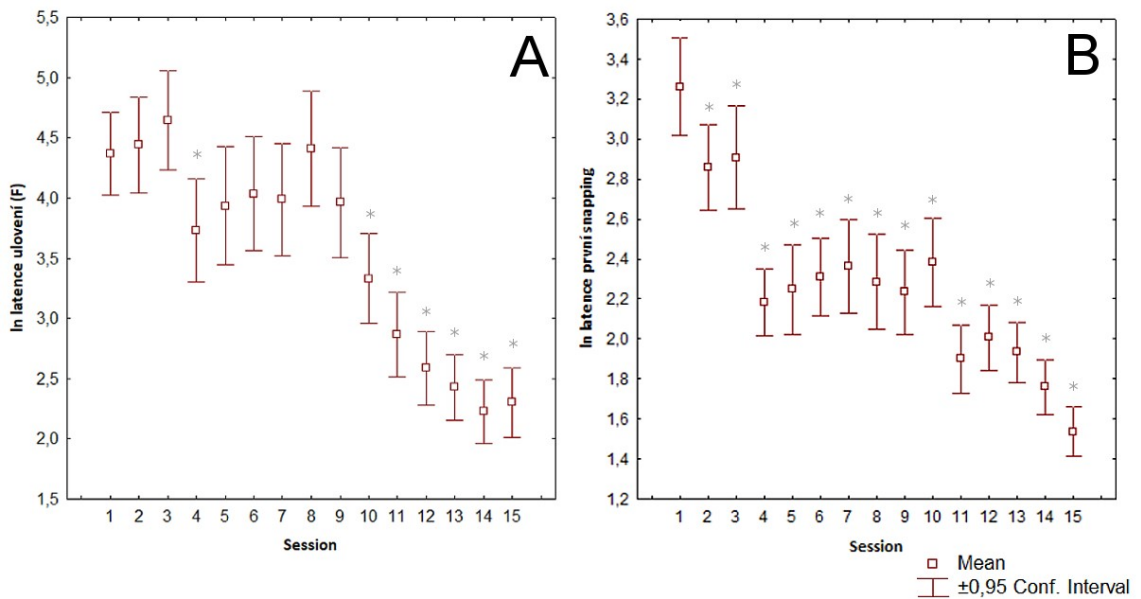 A
ln latence ulovení (F)
5,5
5,0
4,5
4,0
3,5
3,0
2,5
2,0
1,5
* * * * * * *
1 2 3 4 5 6 7 8 9 10 11 12 13 14 15
Session
B
ln latence první snapping
3,6
3,4
3,2
3,0
2,8
2,6
2,4
2,2
2,0
1,8
1,6
1,4
1,2
* * * * * * * * * * * * * *
1 2 3 4 5 6 7 8 9 10 11 12 13 14 15
Session
Mean
±0,95 Conf. Interval